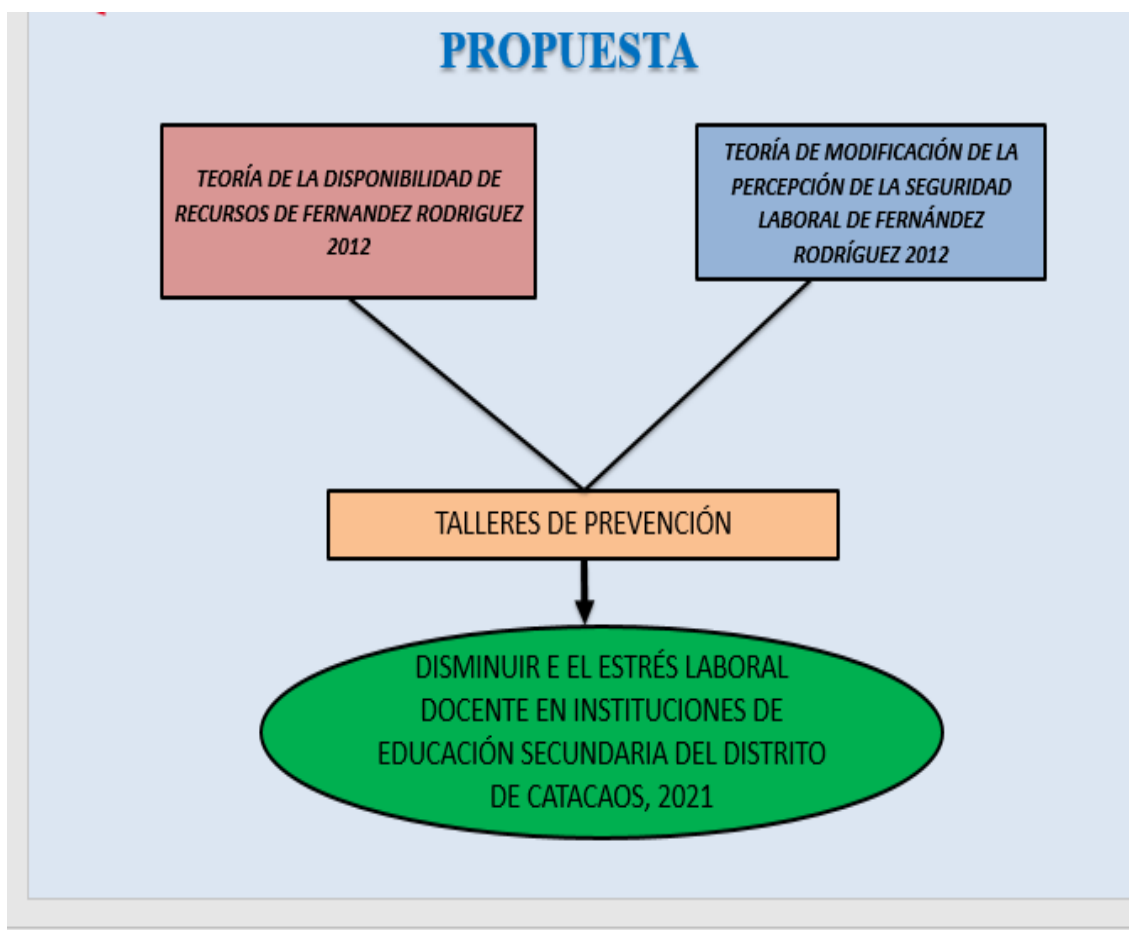 PROPUESTA
TEORÍA DE LA DISPONIBILIDAD DE
RECURSOS DE FERNANDEZ RODRIGUEZ
2012
TEORÍA DE MODIFICACIÓN DE LA
PERCEPCIÓN DE LA SEGURIDAD
LABORAL DE FERNÁNDEZ
RODRÍGUEZ 2012
TALLERES DE PREVENCIÓN
DISMINUIR E EL ESTRÉS LABORAL
DOCENTE EN INSTITUCIONES DE
EDUCACIÓN SECUNDARIA DEL DISTRITO
DE CATACAOS, 2021